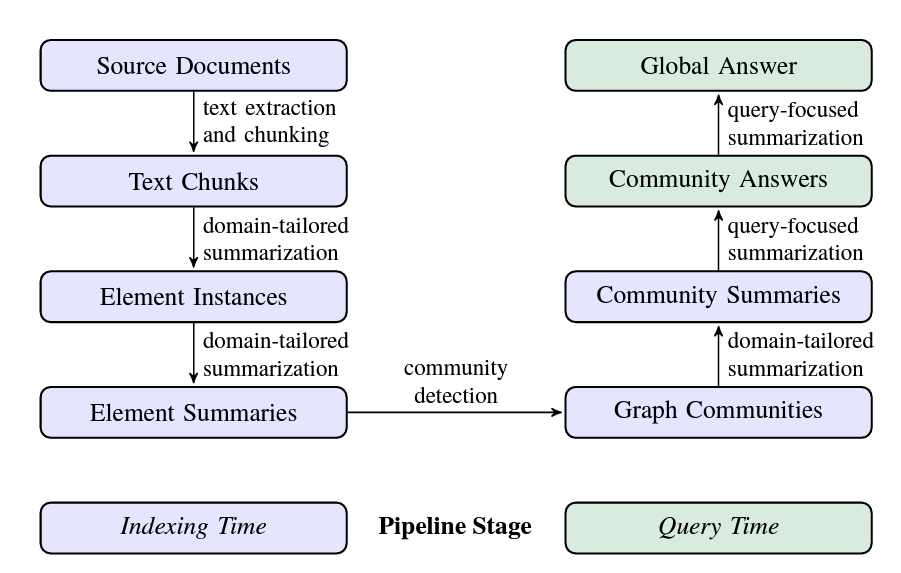 Source Documents
text extraction
and chunking
Text Chunks
domain-tailored
summarization
Element Instances
domain-tailored
summarization
Element Summaries
community
detection
Graph Communities
domain-tailored
summarization
Community Summaries
query-focused
summarization
Community Answers
query-focused
summarization
Global Answer
Indexing Time
Pipeline Stage
Query Time